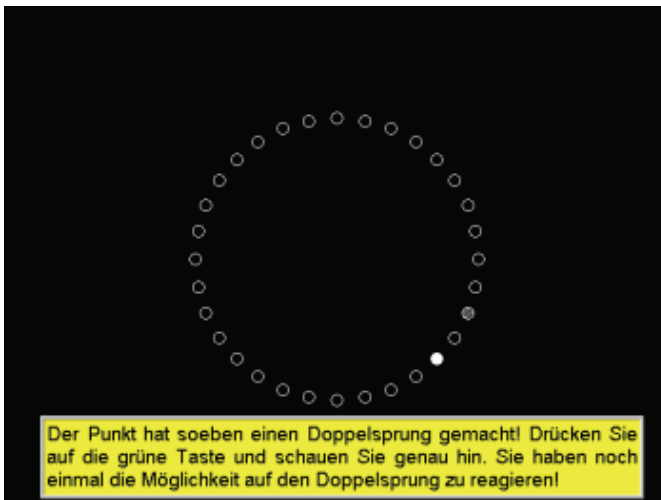 Der Punkt hat soeben einen Doppelsprung gemacht! Drücken Sie
auf die grüne Taste und schauen Sie genau hin. Sie haben noch
einmal die Möglichkeit auf den Doppelsprung zu reagieren!